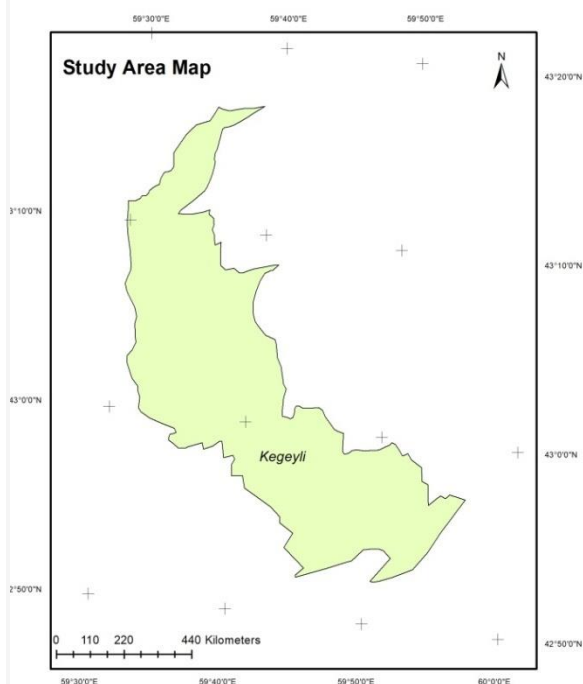 59°30'0"E 59°40'0"E 59°50'0"E
Study Area Map
N
43°20'0"N
3°10'0"N
43°10'0"N
43°0'0"N
43°0'0"N
Kegeyli
2°50'0"N
42°50'0"N
0 110 220 440 Kilometers
59°30'0"E 59°40'0"E 59°50'0"E 60°0'0"E